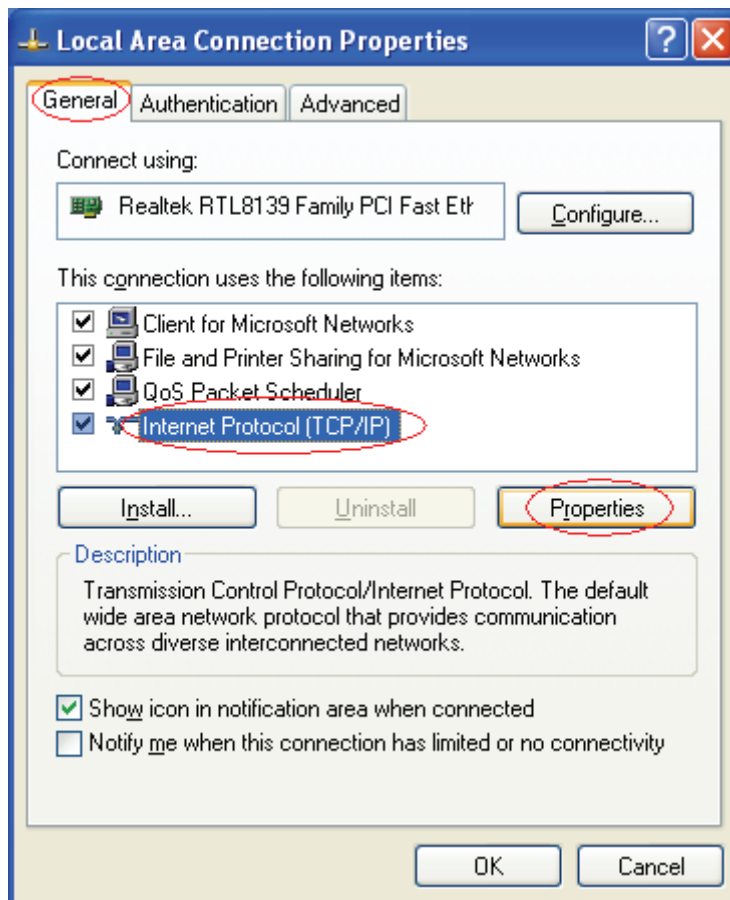 Local Area Connection Properties
General Authentication Advanced
Connect using:
Realtek RTL8139 Family PCI Fast Eth
Configure...
This connection uses the following items:
Client for Microsoft Networks
File and Printer Sharing for Microsoft Networks
QoS Packet Scheduler
Internet Protocol (TCP/IP)
Install... Uninstall Properties
Description
Transmission Control Protocol/Internet Protocol. The default
wide area network protocol that provides communication
across diverse interconnected networks.
Show icon in notification area when connected
Notify me when this connection has limited or no connectivity
OK Cancel